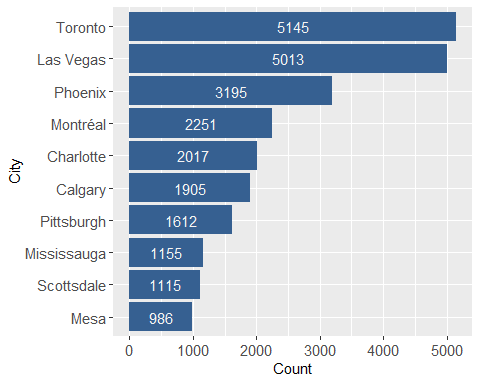 Toronto 5145
Las Vegas 5013
Phoenix 3195
Montréal 2251
Charlotte 2017
Calgary 1905
Pittsburgh 1612
Mississauga 1155
Scottsdale 1115
Mesa 986
City
0 1000 2000 3000 4000 5000
Count